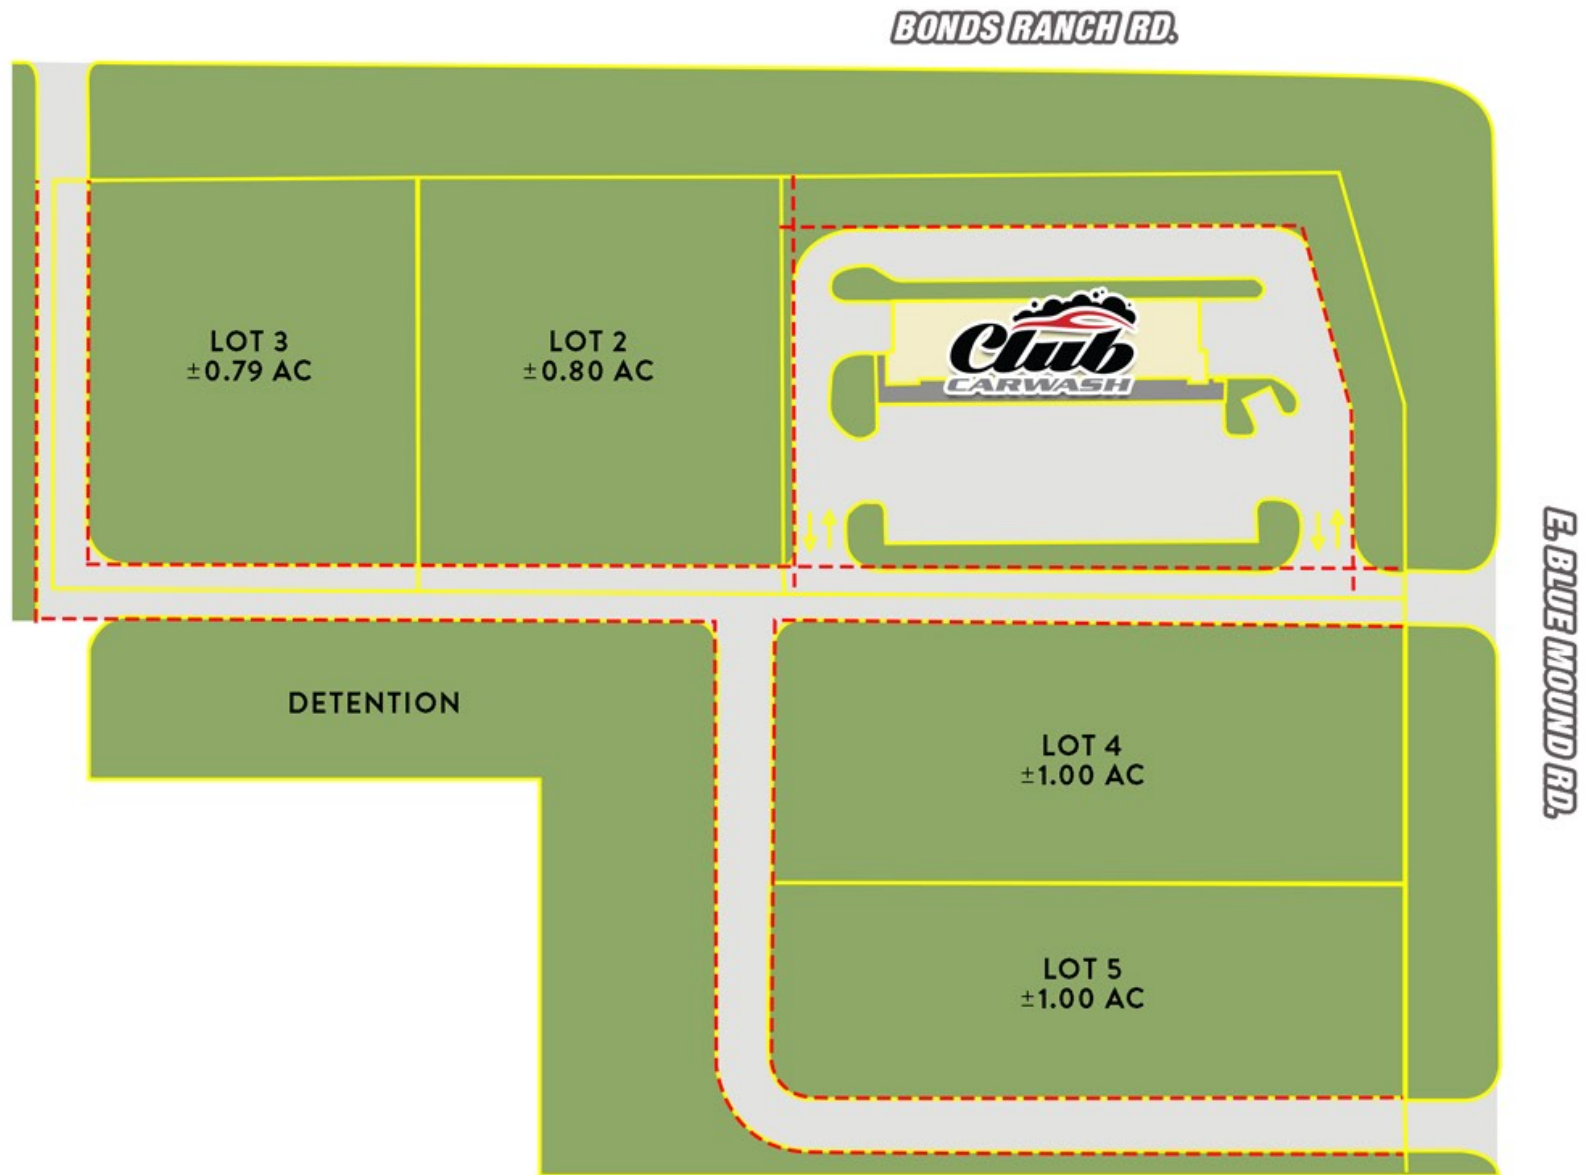 BONDS RANCH RD.
LOT 3
±0.79 AC
LOT 2
±0.80 AC
Club
CARWASH
E. BLUE MOUND RD.
DETENTION
LOT 4
±1.00 AC
LOT 5
±1.00 AC